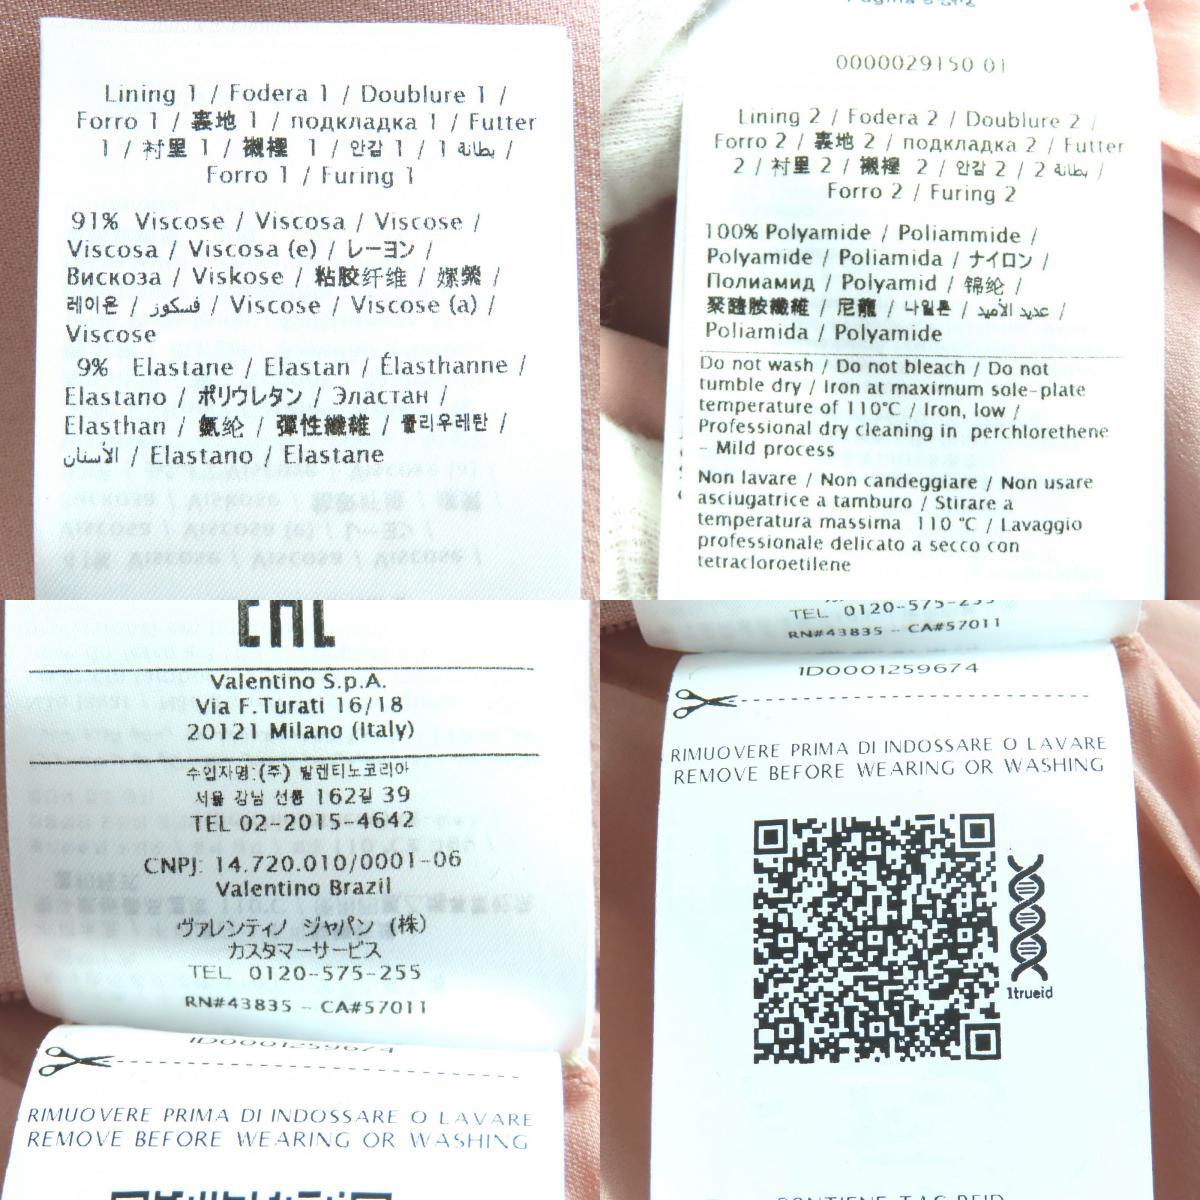 Lining 1 / Fodera 1 / Doublure 1 /
Forro 1 / 裏地 1 / подкладка 1 / Futter
1 / 衬里 1 / 襯裡 1 / 안감 1 / 1 بطانة /
Forro 1 / Furing 1
91% Viscose / Viscosa / Viscose /
Viscosa / Viscosa (e) / レーヨン /
Вискоза / Viskose / 粘胶纤维 / 嫘縈 /
레이온 / فسكوز / Viscose / Viscose (a) /
Viscose
9% Elastane / Elastan / Élasthanne /
Elastano / ポリウレタン / Эластан /
Elasthan / 氨纶 / 彈性纖維 / 폴리우레탄 /
الأستان / Elastano / Elastane
0000029150 01
Lining 2 / Fodera 2 / Doublure 2 /
Forro 2 / 裏地 2 / подкладка 2 / Futter
2 / 衬里 2 / 襯裡 2 / 안감 2 / 2 بطانة /
Forro 2 / Furing 2
100% Polyamide / Poliammide /
Polyamide / Poliamida / ナイロン /
Полиамид / Polyamid / 锦纶 /
聚醯胺纖維 / 尼龍 / 나일론 / عديد الأميد /
Poliamida / Polyamide
Do not wash / Do not bleach / Do not
tumble dry / Iron at maximum sole-plate
temperature of 110°C / Iron, low /
Professional dry cleaning in perchlorethene
- Mild process
Non lavare / Non candeggiare / Non usare
asciugatrice a tamburo / Stirare a
temperatura massima 110 °C / Lavaggio
professionale delicato a secco con
tetracloroetilene
EAC
Valentino S.p.A.
Via F.Turati 16/18
20121 Milano (Italy)
수입자명:(주) 발렌티노코리아
서울 강남 선릉 162길 39
TEL 02-2015-4642
CNPJ: 14.720.010/0001-06
Valentino Brazil
ヴァレンティノ ジャパン (株)
カスタマーサービス
TEL 0120-575-255
RN#43835 - CA#57011
1D0001259674
RIMUOVERE PRIMA DI INDOSSARE O LAVARE
REMOVE BEFORE WEARING OR WASHING
TEL 0120-575-255
RN#43835 - CA#57011
1D0001259674
RIMUOVERE PRIMA DI INDOSSARE O LAVARE
REMOVE BEFORE WEARING OR WASHING
1trueid
CONTIENE TAG RFID